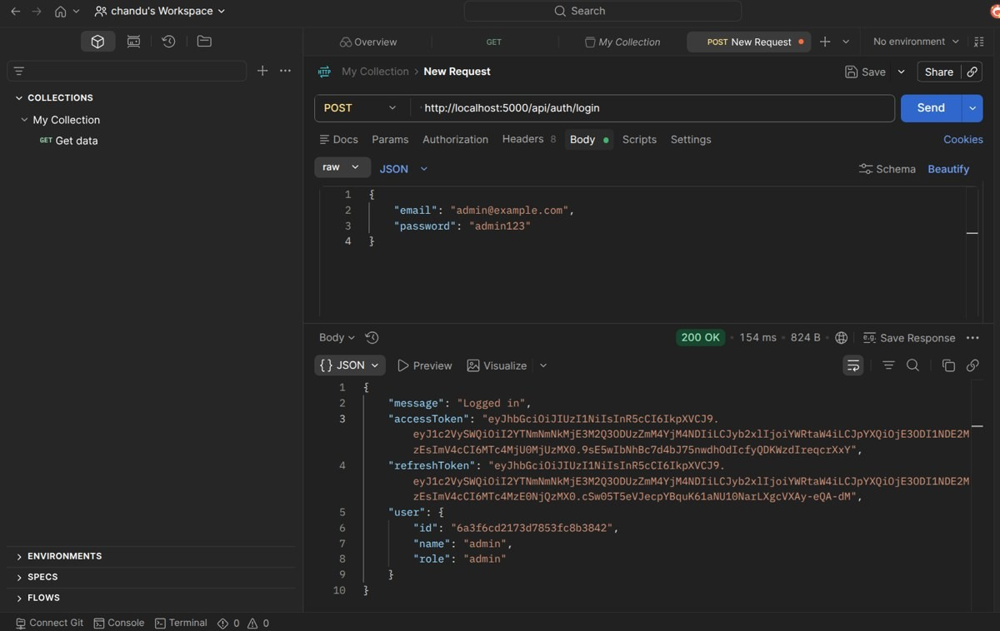 chandu's Workspace
Search
Overview
GET
My Collection
POST New Request
No environment
My Collection > New Request
Save
Share
COLLECTIONS
My Collection
GET Get data
POST
http://localhost:5000/api/auth/login
Send
Docs
Params
Authorization
Headers 8
Body
Scripts
Settings
Cookies
raw
JSON
Schema
Beautify
1 {
2 "email": "admin@example.com",
3 "password": "admin123"
4 }
Body
200 OK • 154 ms • 824 B
e.g. Save Response
{} JSON
Preview
Visualize
1 {
2 "message": "Logged in",
3 "accessToken": "eyJhbGciOiJIUzI1NiIsInR5cCI6IkpXVCJ9.
eyJ1c2VySWQiOiI2YTNmNmNkMjE3M2Q3ODUzZmM4YjM4NDIiLCJyb2xlIjoiYWRtaW4iLCJpYXQiOjE3ODI1NDE2M
zEsImV4cCI6MTc4MjU0MjUzMX0.9sE5wIbNhBc7d4bJ75nwdhOdIcfyQDKWzdIreqcrXxY",
4 "refreshToken": "eyJhbGciOiJIUzI1NiIsInR5cCI6IkpXVCJ9.
eyJ1c2VySWQiOiI2YTNmNmNkMjE3M2Q3ODUzZmM4YjM4NDIiLCJyb2xlIjoiYWRtaW4iLCJpYXQiOjE3ODI1NDE2M
zEsImV4cCI6MTc4MzE0NjQzMX0.cSw05T5eVJecpYBquK61aNU10NarLXgcVXAy-eQA-dM",
5 "user": {
6 "id": "6a3f6cd2173d7853fc8b3842",
7 "name": "admin",
8 "role": "admin"
9 }
10 }
ENVIRONMENTS
SPECS
FLOWS
Connect Git
Console
Terminal
0
0